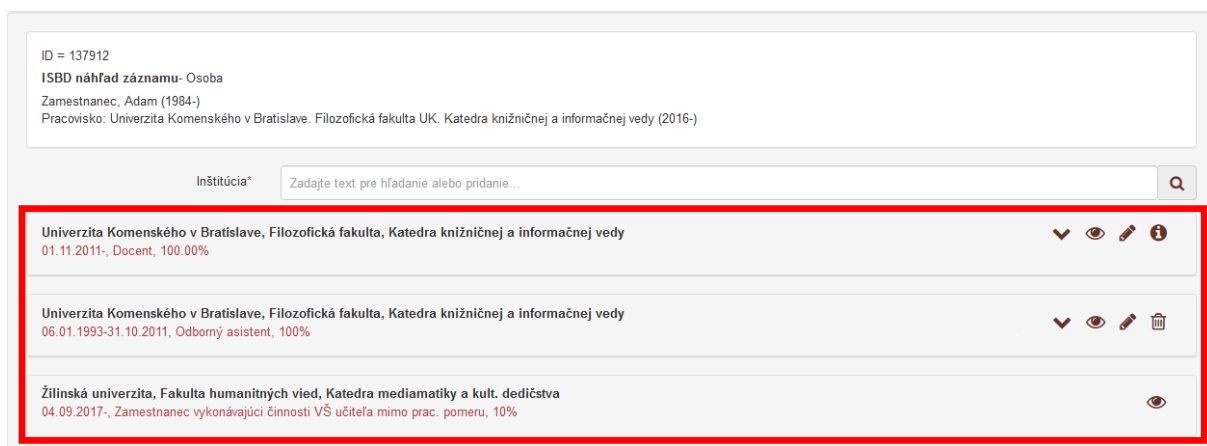 ID = 137912
ISBD náhľad záznamu- Osoba
Zamestnanec, Adam (1984-)
Pracovisko: Univerzita Komenského v Bratislave. Filozofická fakulta UK. Katedra knižničnej a informačnej vedy (2016-)
Inštitúcia*
Zadajte text pre hľadanie alebo pridanie...
Univerzita Komenského v Bratislave, Filozofická fakulta, Katedra knižničnej a informačnej vedy
01.11.2011-, Docent, 100.00%
Univerzita Komenského v Bratislave, Filozofická fakulta, Katedra knižničnej a informačnej vedy
06.01.1993-31.10.2011, Odborný asistent, 100%
Žilinská univerzita, Fakulta humanitných vied, Katedra mediamatiky a kult. dedičstva
04.09.2017-, Zamestnanec vykonávajúci činnosti VŠ učiteľa mimo prac. pomeru, 10%